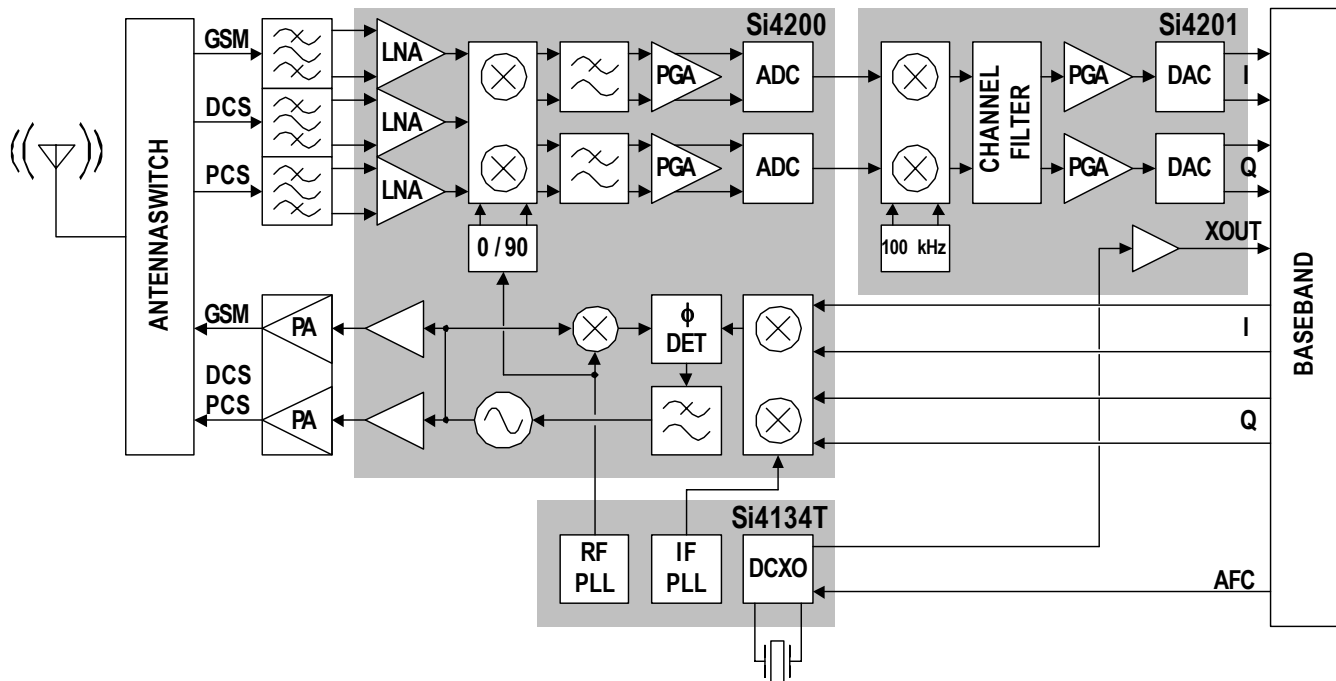 Si4200
Si4201
GSM
DCS
PCS
LNA
LNA
LNA
PGA
PGA
ADC
ADC
0 / 90
100 kHz
CHANNEL
FILTER
PGA
PGA
DAC
DAC
I
Q
XOUT
ANTENNASWITCH
BASEBAND
GSM
DCS
PCS
PA
PA
ϕ
DET
I
Q
Si4134T
RF
PLL
IF
PLL
DCXO
AFC